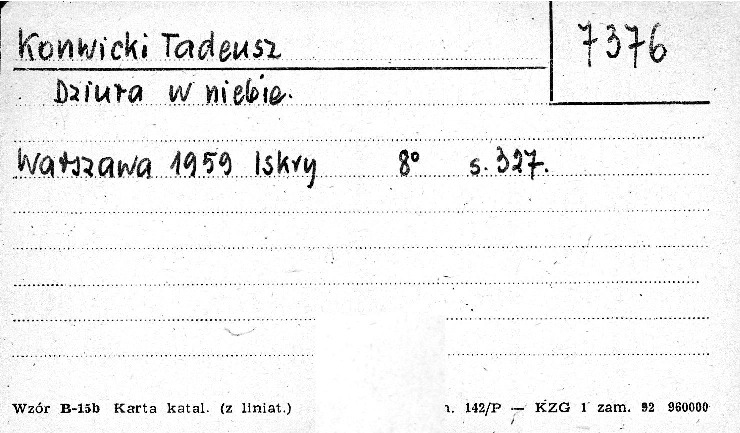 Konwicki Tadeusz
7376
Dziura w niebie.
Warszawa 1959 Iskry 8° s. 327.
Wzór B-15b Karta katal. (z liniat.)
142/P — KZG 1 zam. 92 960000